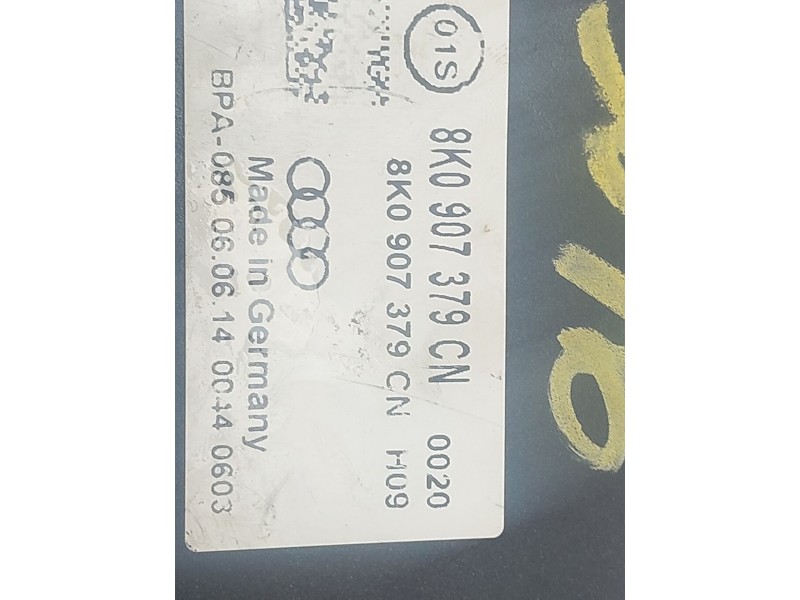 01S
8K0 907 379 CN 0020
8K0 907 379 CN H09
Made in Germany
BPA-085 06.06.14 0044 0603